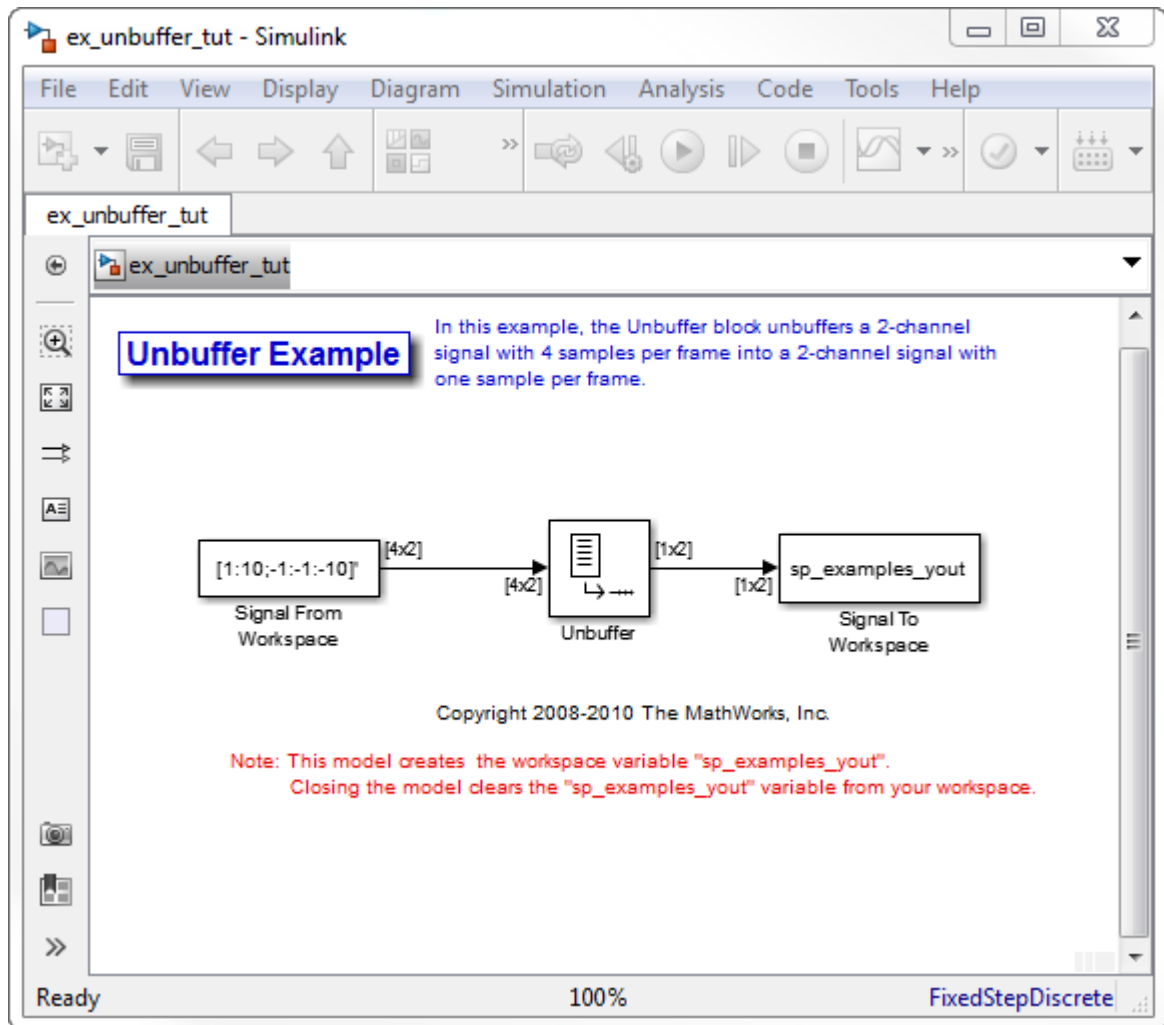 ex_unbuffer_tut - Simulink
File Edit View Display Diagram Simulation Analysis Code Tools Help
ex_unbuffer_tut
ex_unbuffer_tut
Unbuffer Example
In this example, the Unbuffer block unbuffers a 2-channel
signal with 4 samples per frame into a 2-channel signal with
one sample per frame.
[1:10;-1:-1:-10]'
[4x2]
[4x2]
[1x2]
[1x2]
sp_examples_yout
Signal From
Workspace
Unbuffer
Signal To
Workspace
Copyright 2008-2010 The MathWorks, Inc.
Note: This model creates the workspace variable "sp_examples_yout".
Closing the model clears the "sp_examples_yout" variable from your workspace.
Ready 100% FixedStepDiscrete